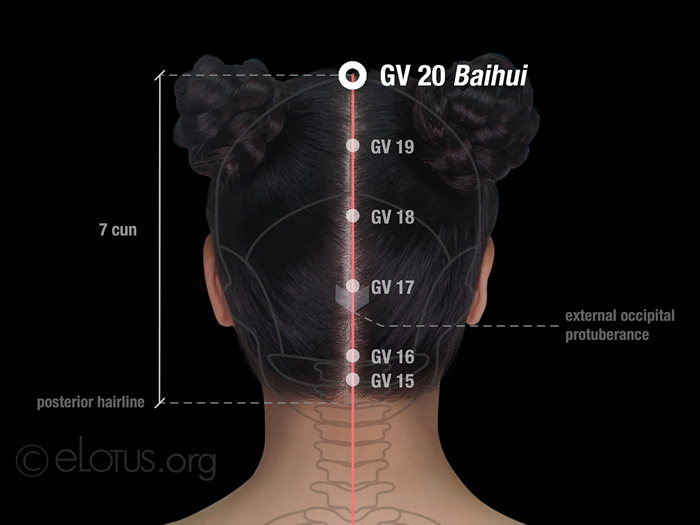 GV 20 Baihui
GV 19
GV 18
7 cun
GV 17
external occipital
protuberance
GV 16
GV 15
posterior hairline
© eLotus.org